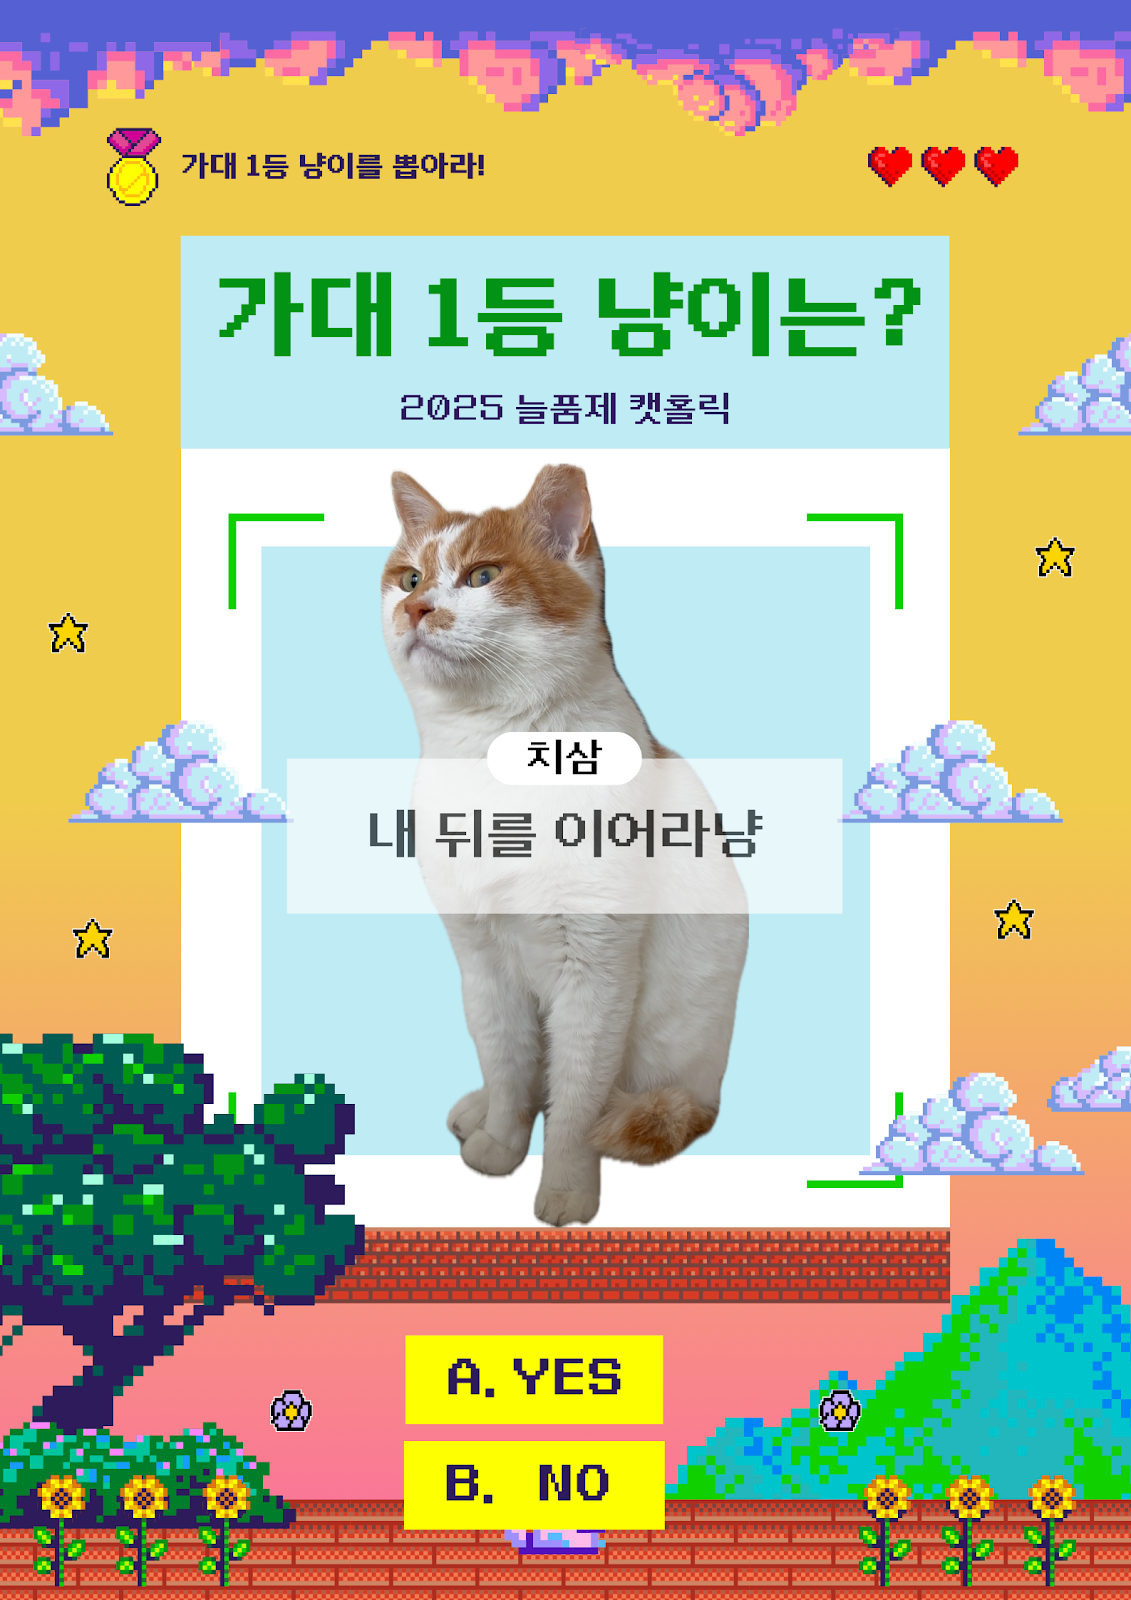 가대 1등 냥이를 뽑아라!
가대 1등 냥이는?
2025 늘품제 캣홀릭
치삼
내 뒤를 이어라냥
A. YES
B. NO